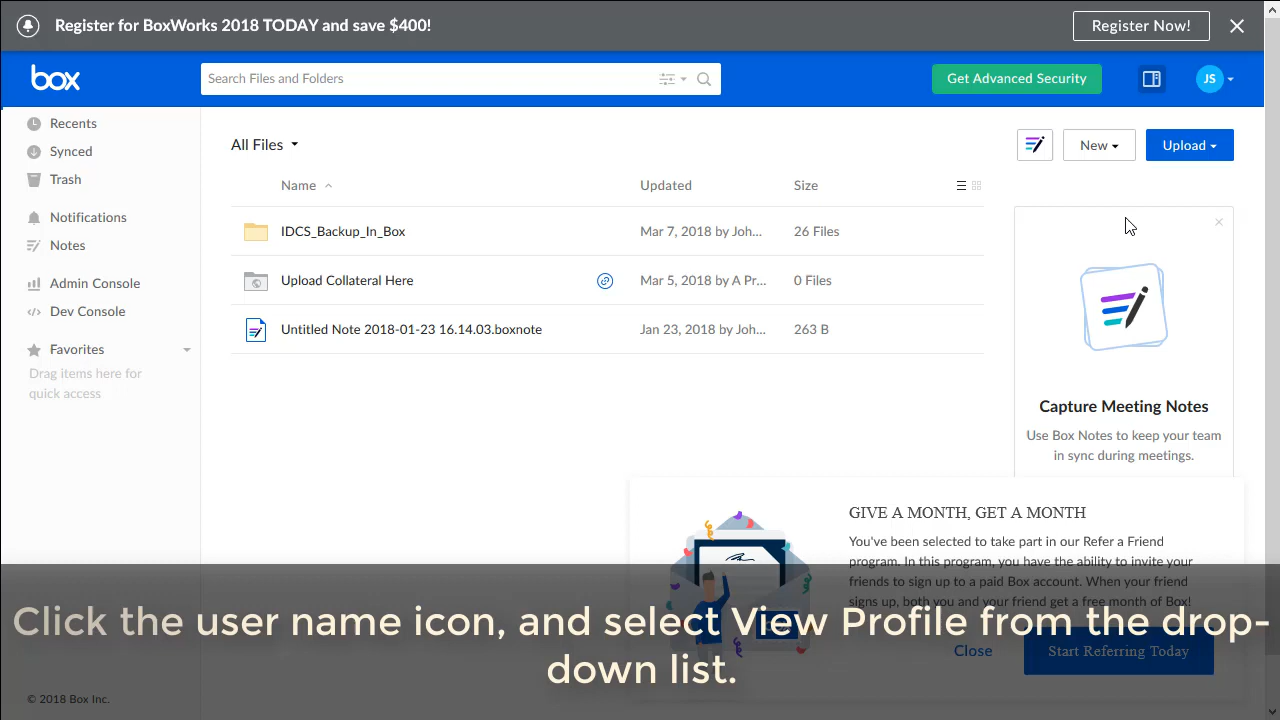 Register for BoxWorks 2018 TODAY and save $400!
Register Now!
box
Search Files and Folders
Get Advanced Security
JS
Recents
Synced
Trash
Notifications
Notes
Admin Console
Dev Console
Favorites
Drag items here for
quick access
© 2018 Box Inc.
All Files
New
Upload
Name Updated Size
IDCS_Backup_In_Box Mar 7, 2018 by Joh... 26 Files
Upload Collateral Here Mar 5, 2018 by A Pr... 0 Files
Untitled Note 2018-01-23 16.14.03.boxnote Jan 23, 2018 by Joh... 263 B
Capture Meeting Notes
Use Box Notes to keep your team
in sync during meetings.
GIVE A MONTH, GET A MONTH
You've been selected to take part in our Refer a Friend
program. In this program, you have the ability to invite your
friends to sign up to a paid Box account. When your friend
signs up, both you and your friend get a free month of Box!
Close
Start Referring Today
Click the user name icon, and select View Profile from the drop-
down list.